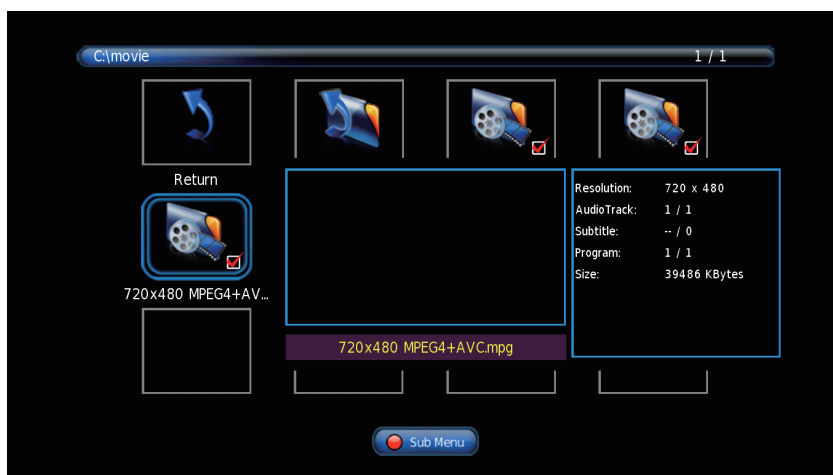 C:\movie 1 / 1
Return
720x480 MPEG4+AV...
720x480 MPEG4+AVC.mpg
Resolution: 720 x 480
AudioTrack: 1 / 1
Subtitle: -- / 0
Program: 1 / 1
Size: 39486 KBytes
Sub Menu